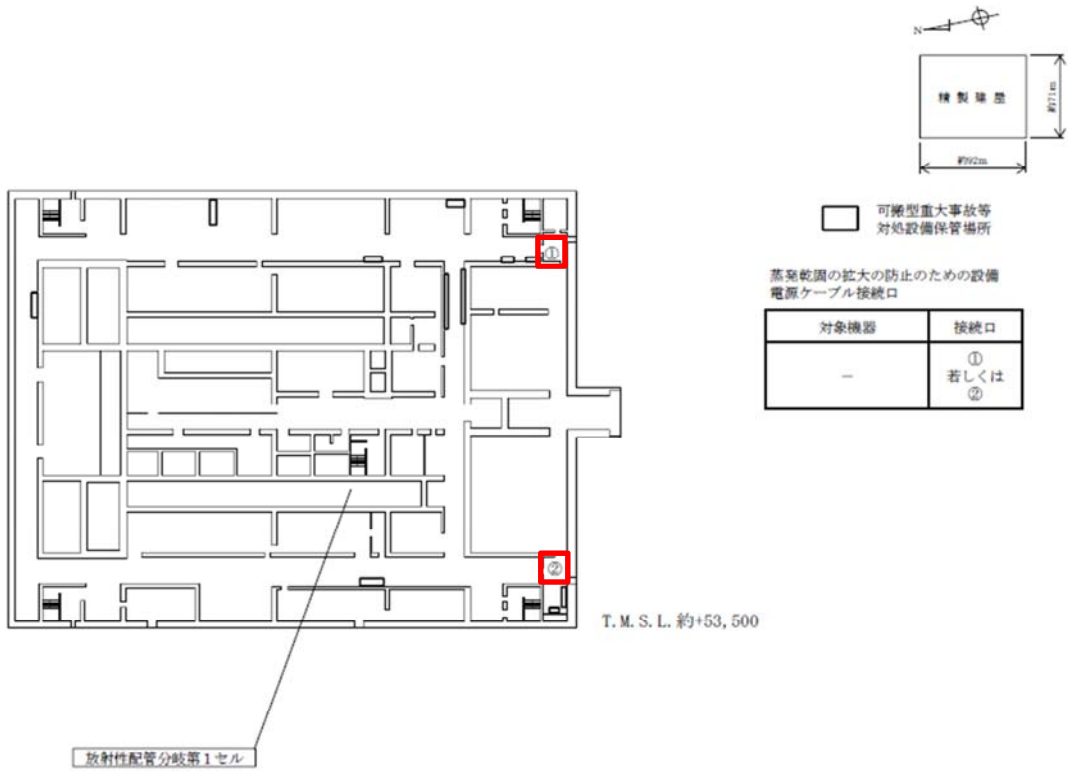 N
精製建屋
約71m
約92m
可搬型重大事故等
対処設備保管場所
蒸発乾固の拡大の防止のための設備
電源ケーブル接続口
対象機器
接続口
－
①
若しくは
②
①
②
T.M.S.L.約+53,500
放射性配管分岐第1セル